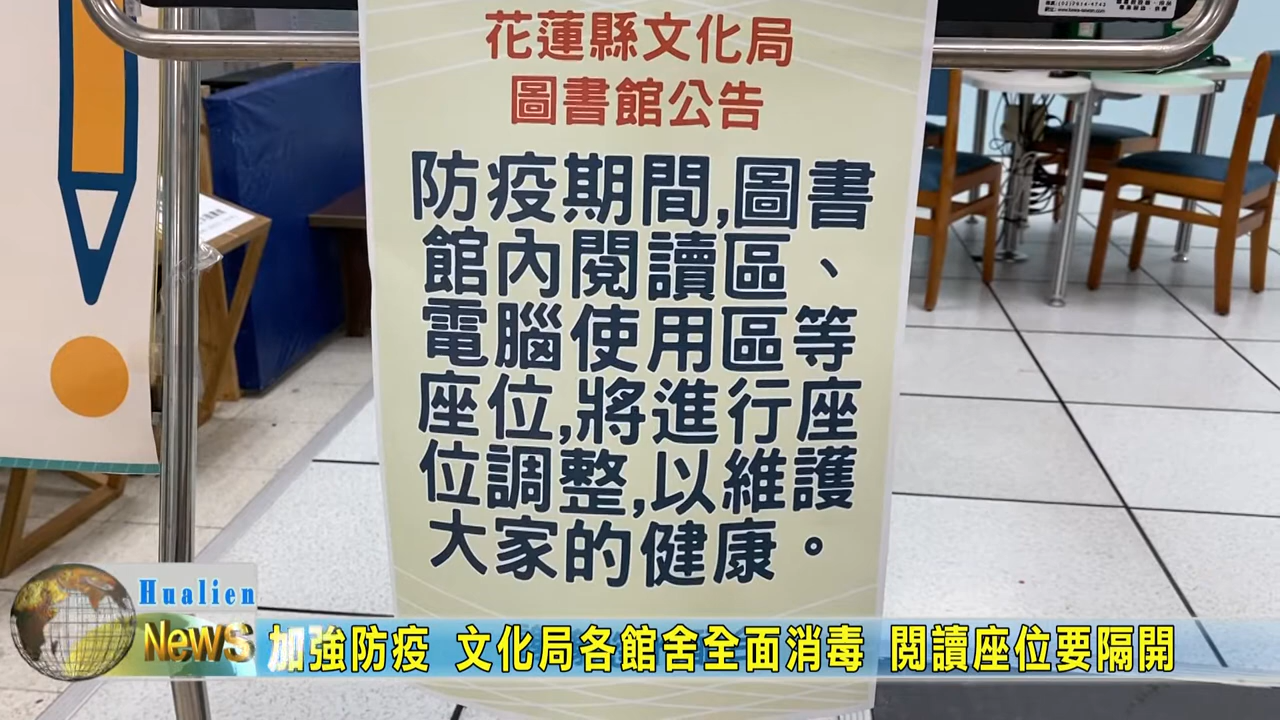 花蓮縣文化局
圖書館公告
防疫期間,圖書
館內閱讀區、
電腦使用區等
座位,將進行座
位調整,以維護
大家的健康。
Hualien
News
加強防疫 文化局各館舍全面消毒 閱讀座位要隔開